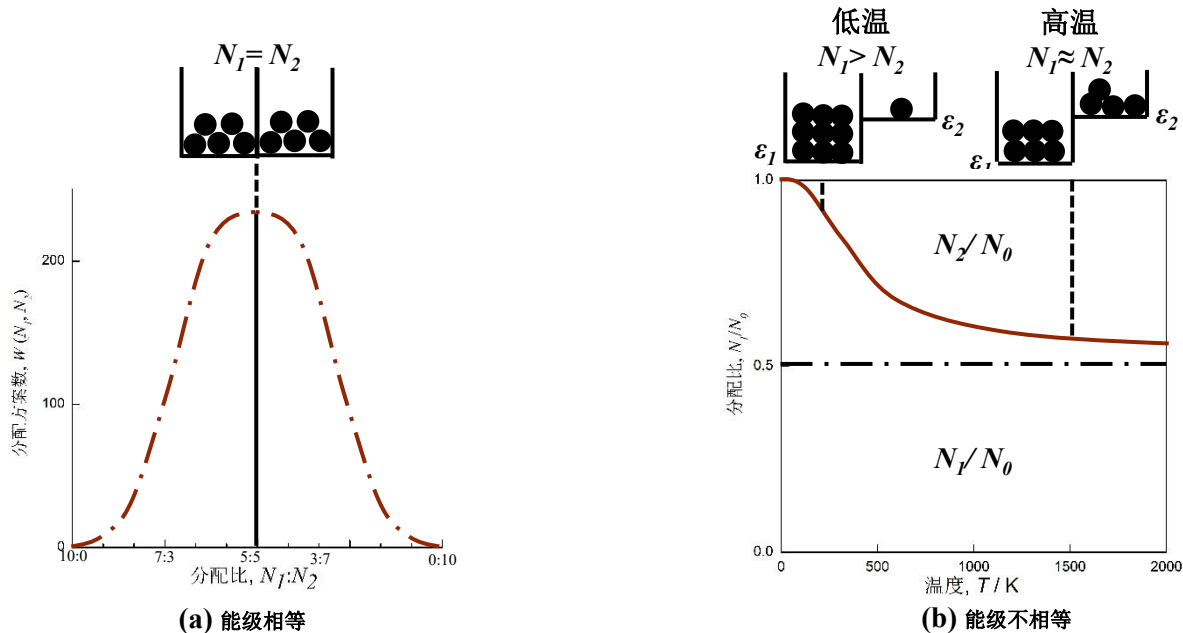 N₁= N₂
分配方案数, W (N₁, N₂)
200
100
0
10:0 7:3 5:5 3:7 0:10
分配比, N₁:N₂
(a) 能级相等
低温 高温
N₁> N₂ N₁≈ N₂
ε₁ ε₂ ε₁ ε₂
分配比, N₁/N₀
1.0
0.5
0.0
N₂/ N₀
N₁/ N₀
0 500 1000 1500 2000
温度, T / K
(b) 能级不相等